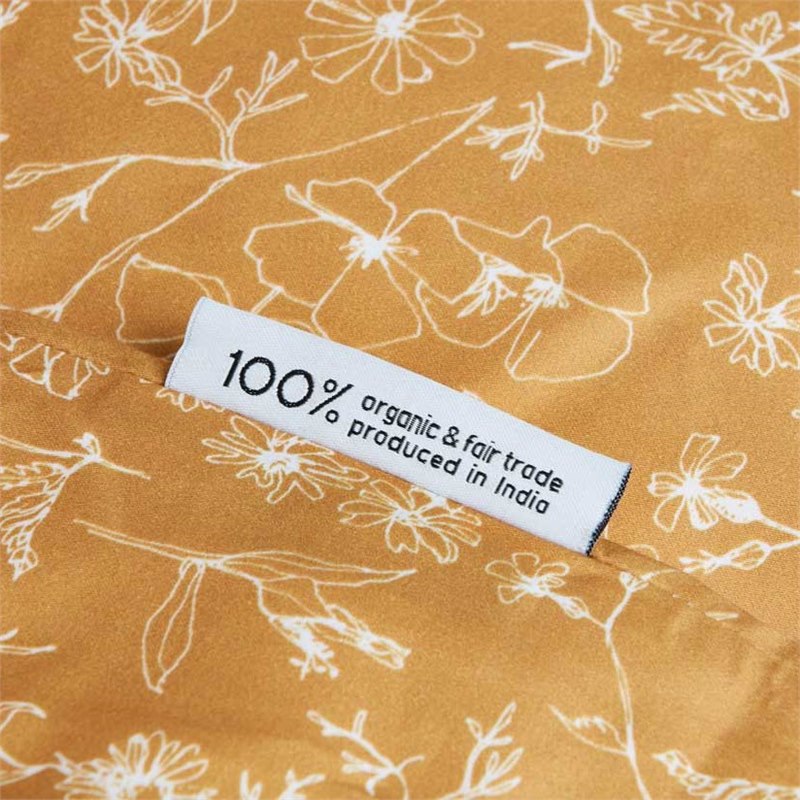 100% organic & fair trade
produced in India